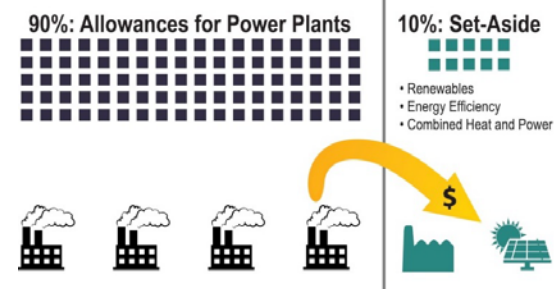 90%: Allowances for Power Plants
10%: Set-Aside
• Renewables
• Energy Efficiency
• Combined Heat and Power
$